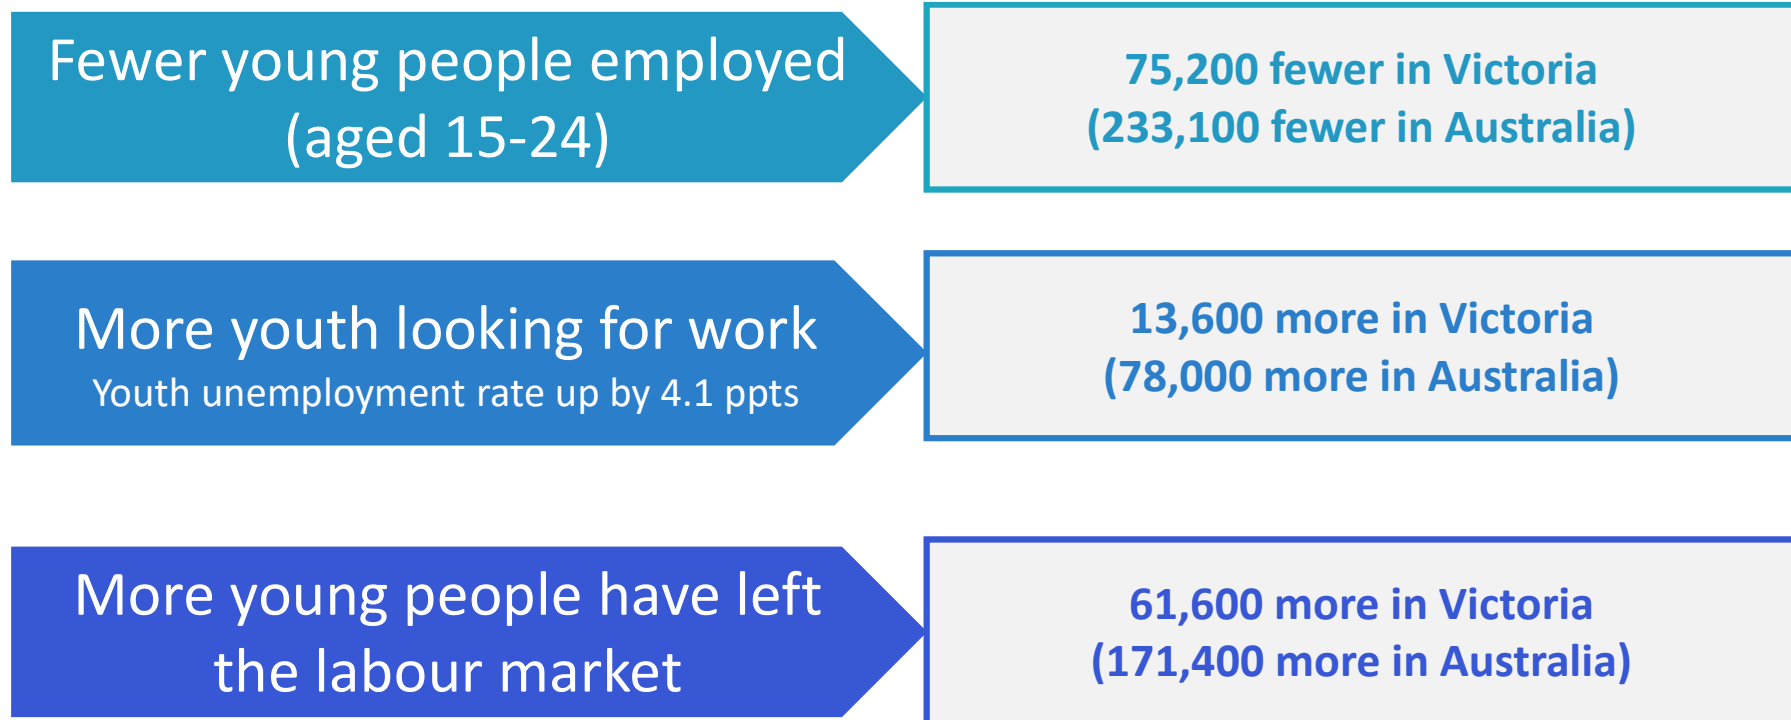 Fewer young people employed
(aged 15-24)
75,200 fewer in Victoria
(233,100 fewer in Australia)
More youth looking for work
Youth unemployment rate up by 4.1 ppts
13,600 more in Victoria
(78,000 more in Australia)
More young people have left
the labour market
61,600 more in Victoria
(171,400 more in Australia)